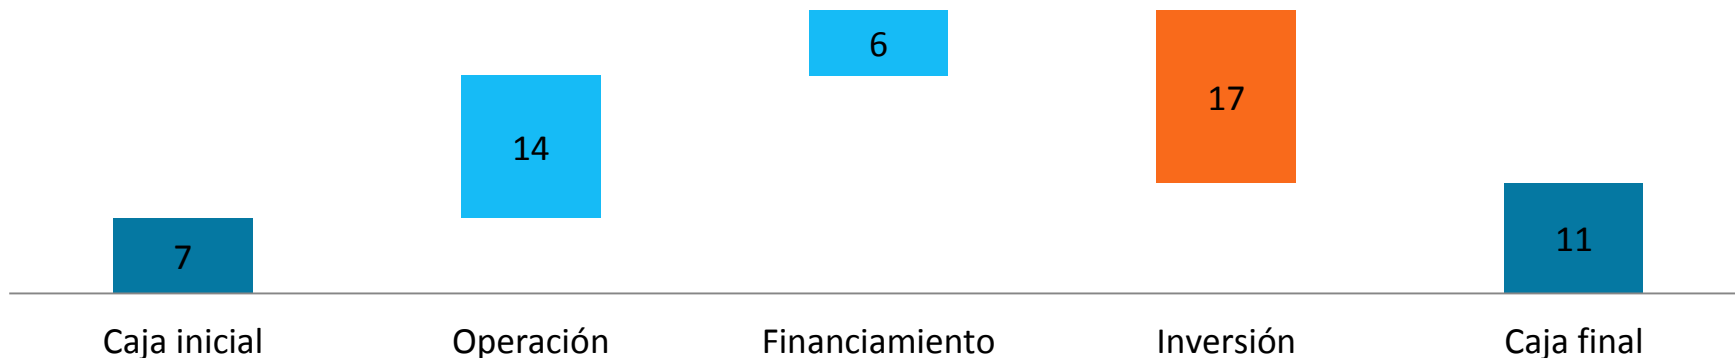 6
17
14
7
11
Caja inicial
Operación
Financiamiento
Inversión
Caja final